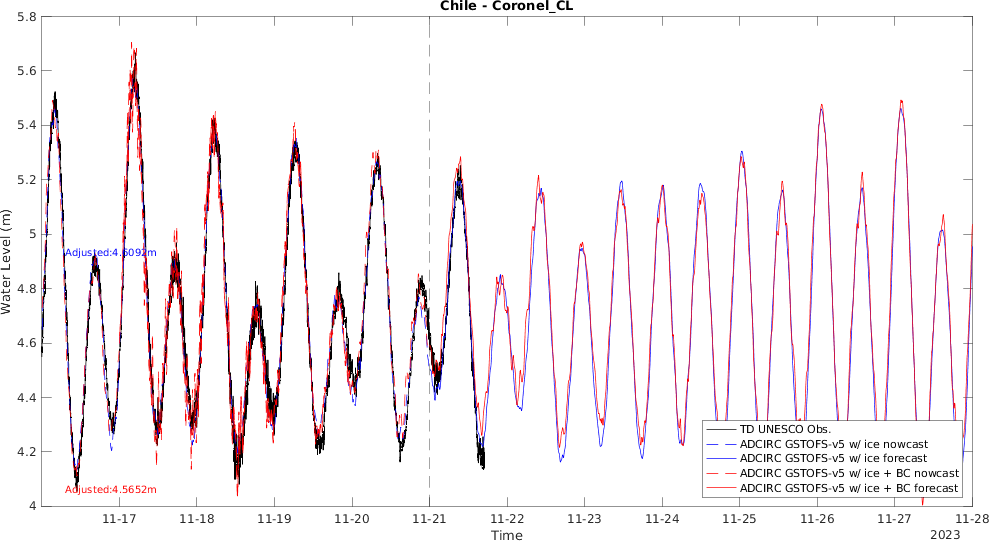 Chile - Coronel_CL
5.8
5.6
5.4
5.2
5
4.8
4.6
4.4
4.2
4
Water Level (m)
Adjusted:4.6092m
Adjusted:4.5652m
TD UNESCO Obs.
ADCIRC GSTOFS-v5 w/ ice nowcast
ADCIRC GSTOFS-v5 w/ ice forecast
ADCIRC GSTOFS-v5 w/ ice + BC nowcast
ADCIRC GSTOFS-v5 w/ ice + BC forecast
11-17 11-18 11-19 11-20 11-21 11-22 11-23 11-24 11-25 11-26 11-27 11-28
Time
2023